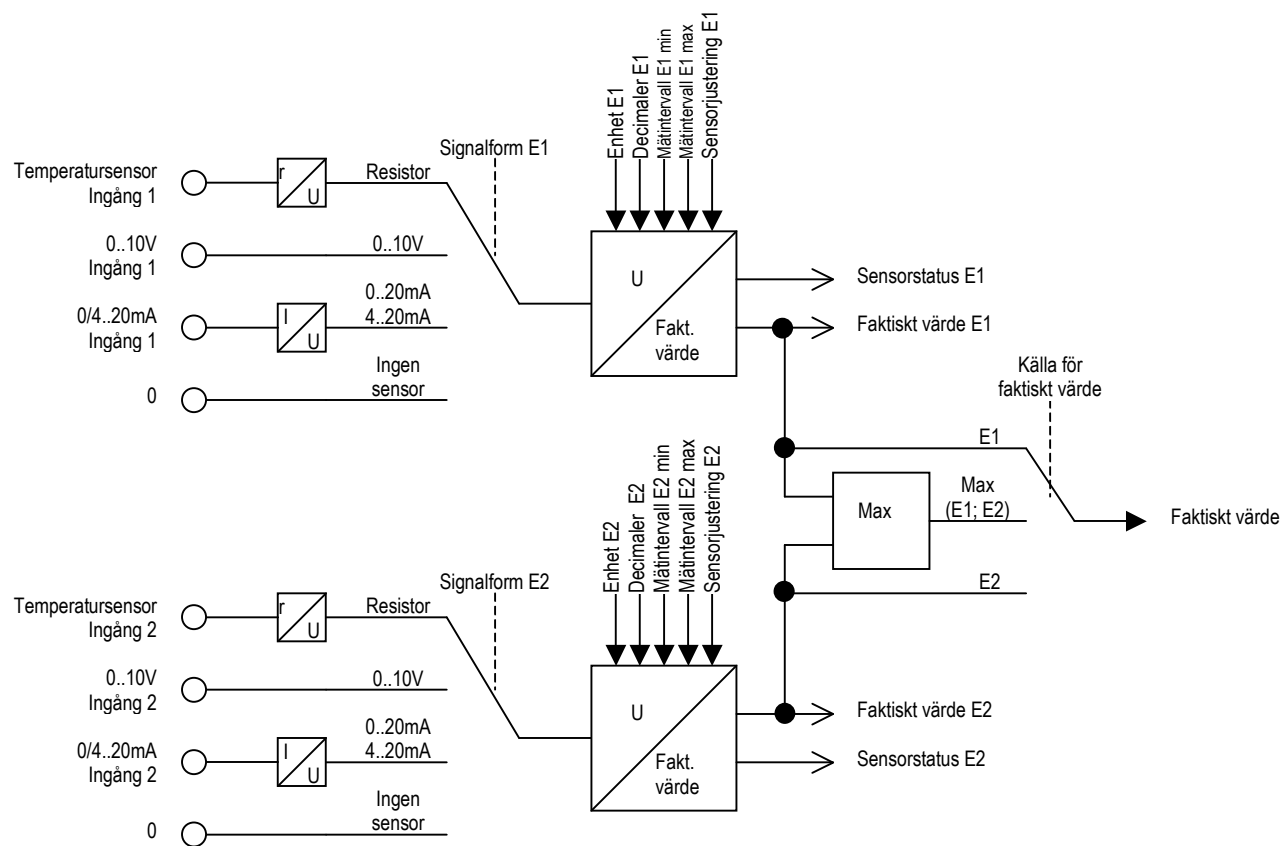 Enhet E1
Decimaler E1
Mätintervall E1 min
Mätintervall E1 max
Sensorjustering E1
Signalform E1
Temperatursensor
Ingång 1
r
U
Resistor
0..10V
Ingång 1
0..10V
0/4..20mA
Ingång 1
I
U
0..20mA
4..20mA
0
Ingen
sensor
U
Fakt.
värde
Sensorstatus E1
Faktiskt värde E1
Källa för
faktiskt värde
E1
Max
Max
(E1; E2)
E2
Faktiskt värde
Enhet E2
Decimaler E2
Mätintervall E2 min
Mätintervall E2 max
Sensorjustering E2
Signalform E2
Temperatursensor
Ingång 2
r
U
Resistor
0..10V
Ingång 2
0..10V
0/4..20mA
Ingång 2
I
U
0..20mA
4..20mA
0
Ingen
sensor
U
Fakt.
värde
Faktiskt värde E2
Sensorstatus E2